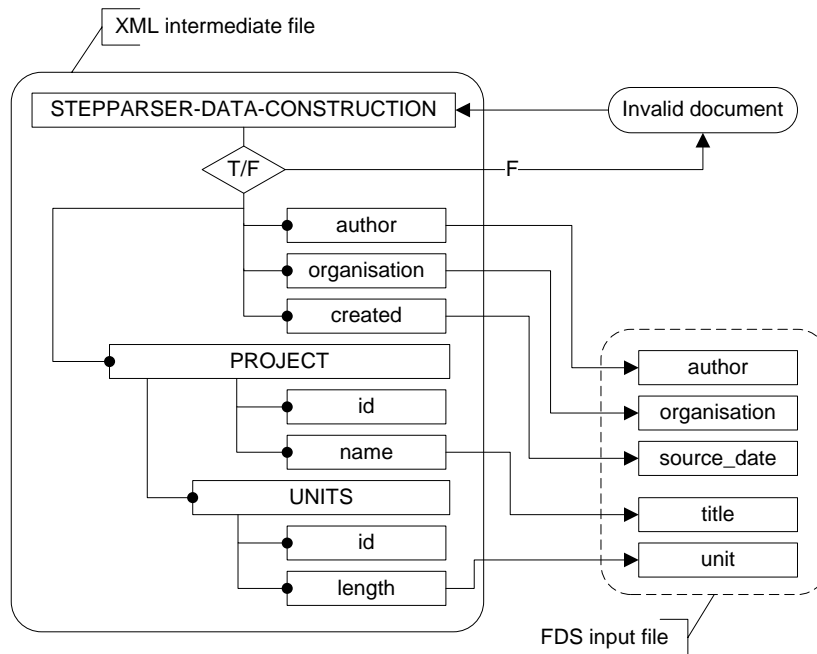 XML intermediate file
STEPPARSER-DATA-CONSTRUCTION
Invalid document
T/F
F
author
organisation
created
PROJECT
id
name
UNITS
id
length
author
organisation
source_date
title
unit
FDS input file